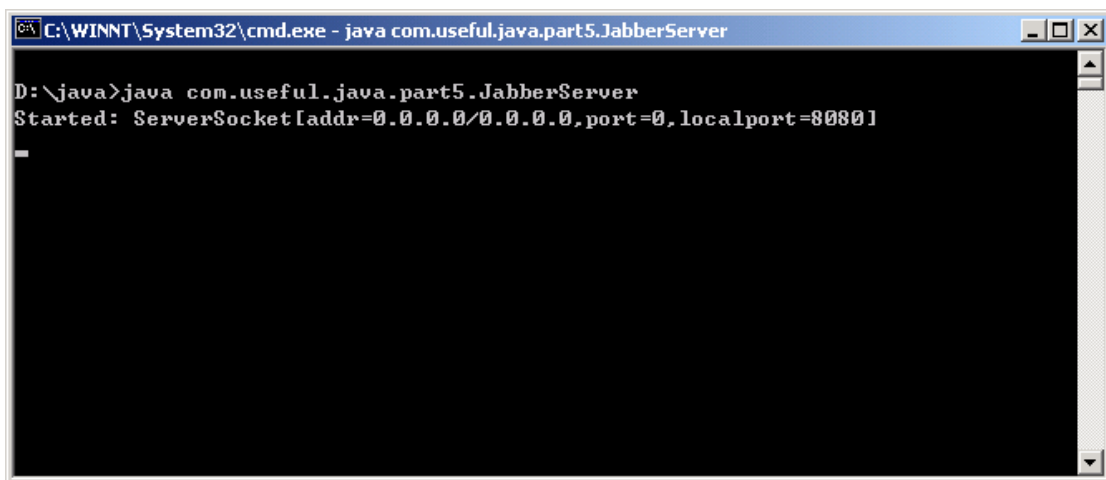 C:\WINNT\System32\cmd.exe - java com.useful.java.part5.JabberServer
D:\java>java com.useful.java.part5.JabberServer
Started: ServerSocket[addr=0.0.0.0/0.0.0.0,port=0,localport=8080]